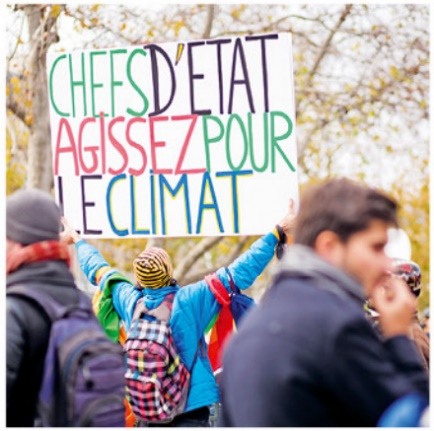 CHEFS D'ETAT
AGISSEZ POUR
LE CLIMAT